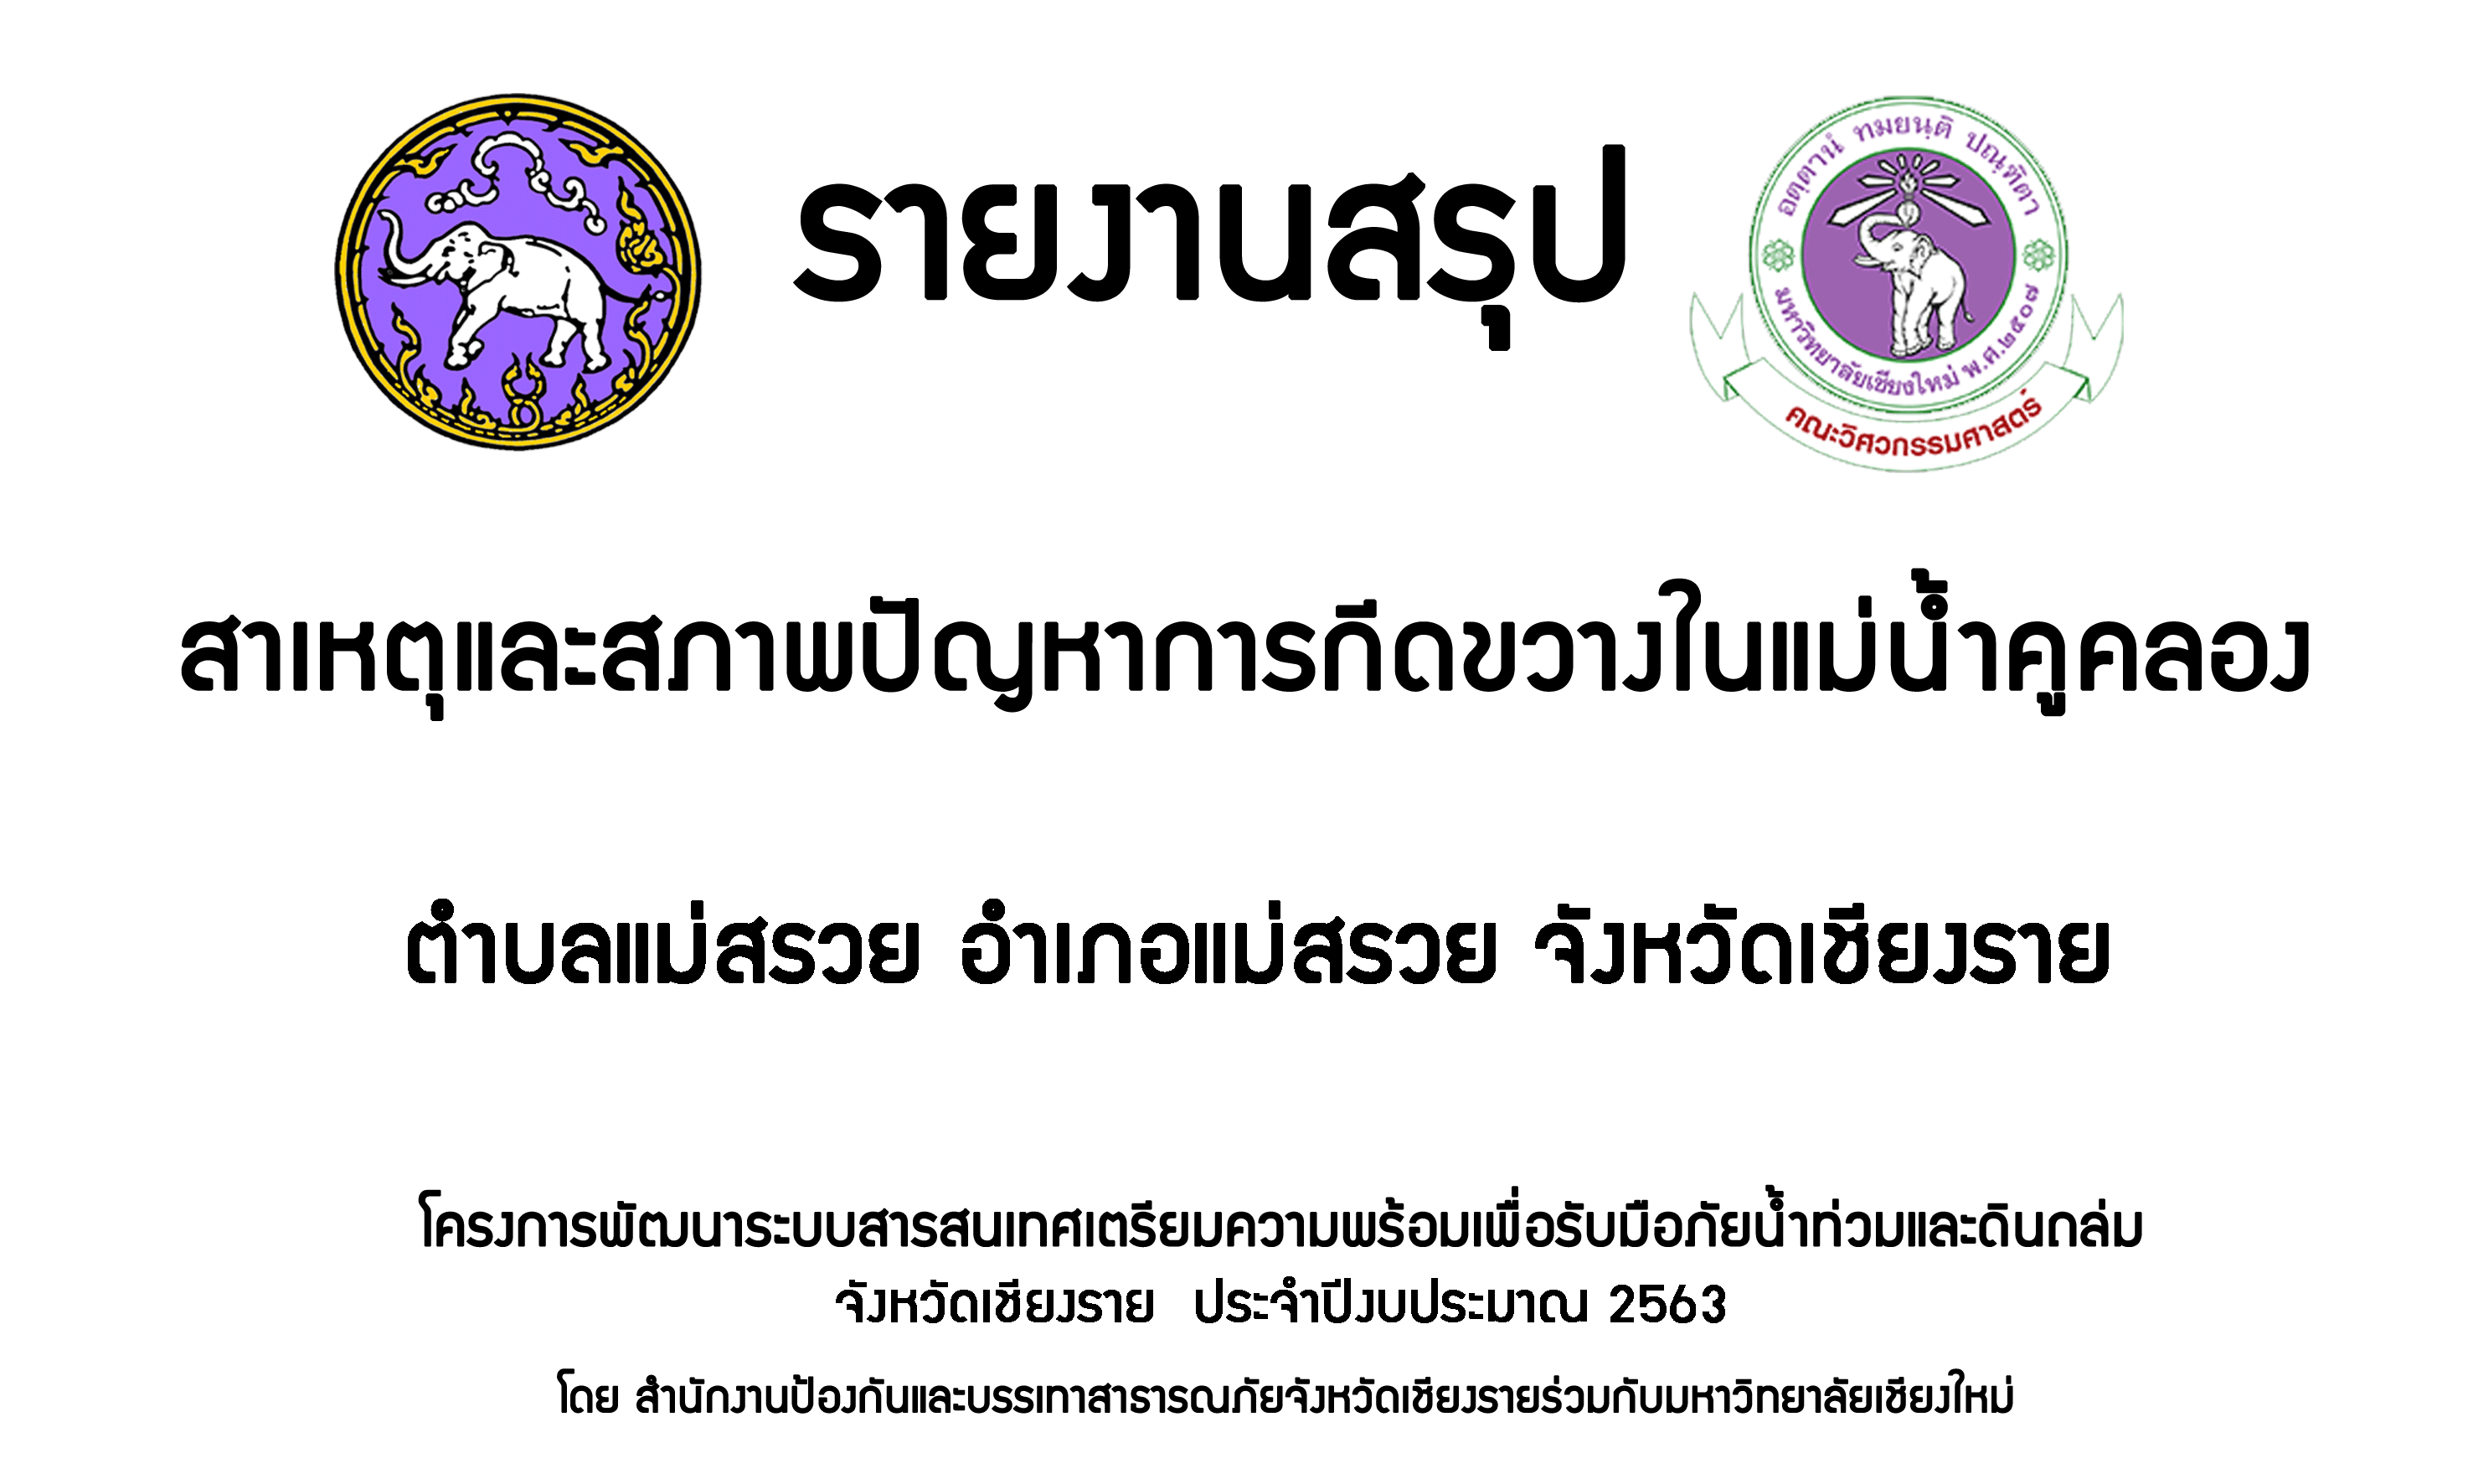 รายงานสรุป
อตฺตานํ ทมยนฺติ ปณฺฑิตา
มหาวิทยาลัยเชียงใหม่ พ.ศ.๒๕๐๗
คณะวิศวกรรมศาสตร์
สาเหตุและสภาพปัญหาการกีดขวางในแม่น้ำคูคลอง
ตำบลแม่สรวย อำเภอแม่สรวย จังหวัดเชียงราย
โครงการพัฒนาระบบสารสนเทศเตรียมความพร้อมเพื่อรับมือภัยน้ำท่วมและดินถล่ม
จังหวัดเชียงราย ประจำปีงบประมาณ 2563
โดย สำนักงานป้องกันและบรรเทาสาธารณภัยจังหวัดเชียงรายร่วมกับมหาวิทยาลัยเชียงใหม่